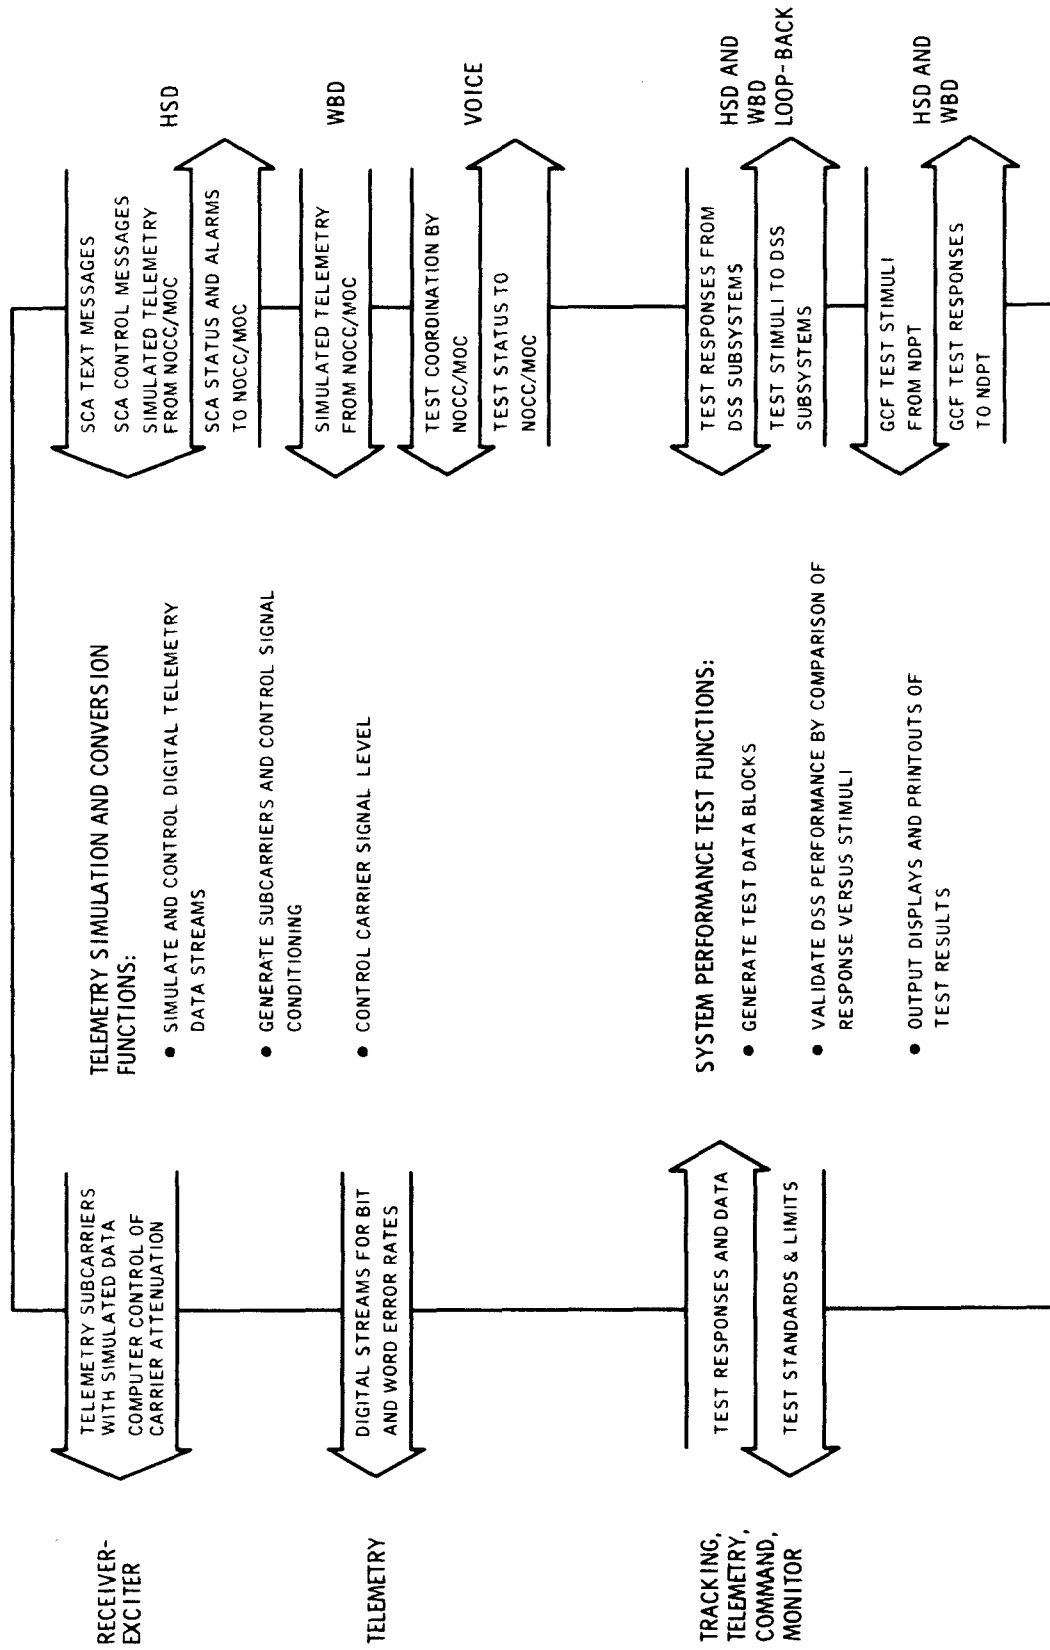 RECEIVER-
EXCITER
TELEMETRY SUBCARRIERS
WITH SIMULATED DATA
COMPUTER CONTROL OF
CARRIER ATTENUATION
TELEMETRY
DIGITAL STREAMS FOR BIT
AND WORD ERROR RATES
TRACKING,
TELEMETRY,
COMMAND,
MONITOR
TEST RESPONSES AND DATA
TEST STANDARDS & LIMITS
TELEMETRY SIMULATION AND CONVERSION
FUNCTIONS:
• SIMULATE AND CONTROL DIGITAL TELEMETRY
DATA STREAMS
• GENERATE SUBCARRIERS AND CONTROL SIGNAL
CONDITIONING
• CONTROL CARRIER SIGNAL LEVEL
SYSTEM PERFORMANCE TEST FUNCTIONS:
• GENERATE TEST DATA BLOCKS
• VALIDATE DSS PERFORMANCE BY COMPARISON OF
RESPONSE VERSUS STIMULI
• OUTPUT DISPLAYS AND PRINTOUTS OF
TEST RESULTS
SCA TEXT MESSAGES
SCA CONTROL MESSAGES
SIMULATED TELEMETRY
FROM NOCC/MOC
SCA STATUS AND ALARMS
TO NOCC/MOC
HSD
SIMULATED TELEMETRY
FROM NOCC/MOC
WBD
TEST COORDINATION BY
NOCC/MOC
TEST STATUS TO
NOCC/MOC
VOICE
TEST RESPONSES FROM
DSS SUBSYSTEMS
TEST STIMULI TO DSS
SUBSYSTEMS
HSD AND
WBD
LOOP-BACK
GCF TEST STIMULI
FROM NDPT
GCF TEST RESPONSES
TO NDPT
HSD AND
WBD